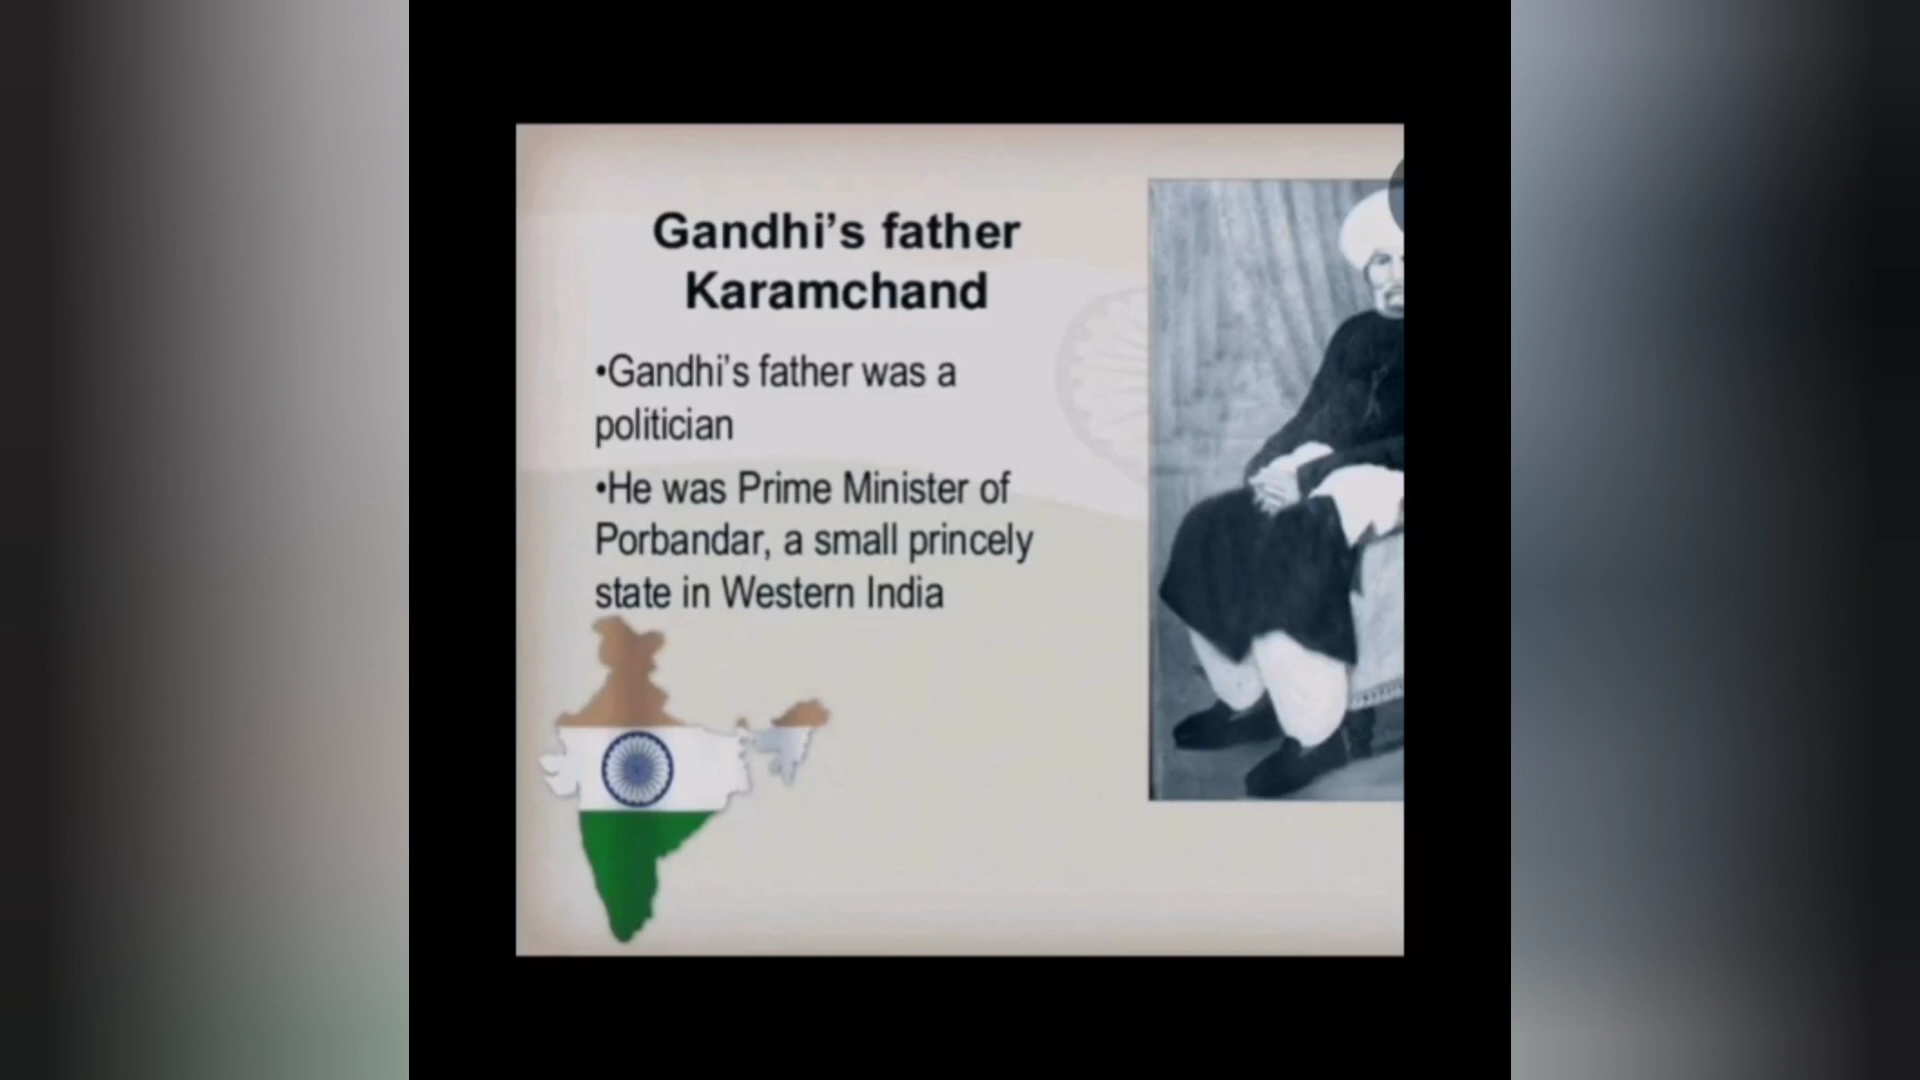 Gandhi’s father
Karamchand
•Gandhi’s father was a
politician
•He was Prime Minister of
Porbandar, a small princely
state in Western India